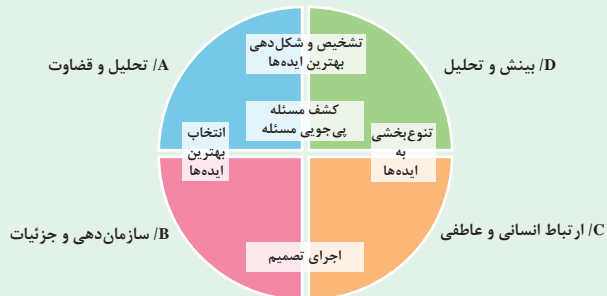 تشخیص و شکل‌دهی
بهترین ایده‌ها
D/ بینش و تحلیل
A/ تحلیل و قضاوت
کشف مسئله
پی‌جویی مسئله
تنوع‌بخشی
به
ایده‌ها
انتخاب
بهترین
ایده‌ها
C/ ارتباط انسانی و عاطفی
B/ سازمان‌دهی و جزئیات
اجرای تصمیم